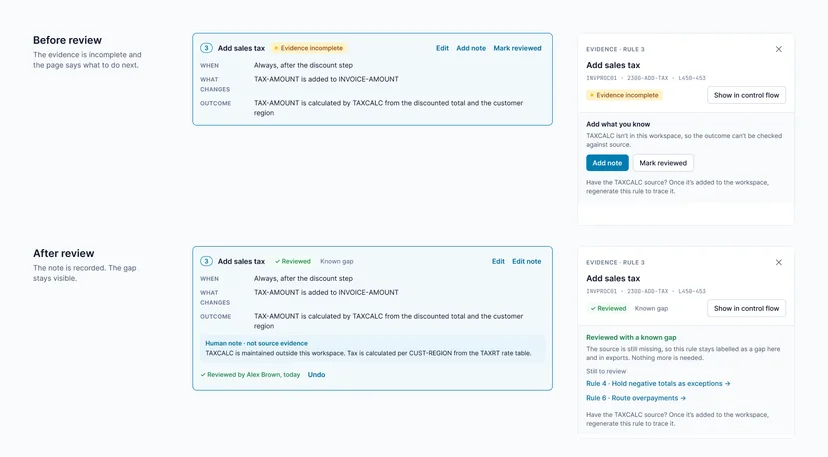 Before review
The evidence is incomplete and
the page says what to do next.
3 Add sales tax Evidence incomplete Edit Add note Mark reviewed
WHEN Always, after the discount step
WHAT TAX-AMOUNT is added to INVOICE-AMOUNT
CHANGES
OUTCOME TAX-AMOUNT is calculated by TAXCALC from the discounted total and the customer
region
EVIDENCE · RULE 3
Add sales tax
INVPROC01 · 2300-ADD-TAX · L450-453
Evidence incomplete Show in control flow
Add what you know
TAXCALC isn't in this workspace, so the outcome can't be checked
against source.
Add note Mark reviewed
Have the TAXCALC source? Once it's added to the workspace,
regenerate this rule to trace it.
After review
The note is recorded. The gap
stays visible.
3 Add sales tax ✓ Reviewed Known gap Edit Edit note
WHEN Always, after the discount step
WHAT TAX-AMOUNT is added to INVOICE-AMOUNT
CHANGES
OUTCOME TAX-AMOUNT is calculated by TAXCALC from the discounted total and the customer
region
Human note · not source evidence
TAXCALC is maintained outside this workspace. Tax is calculated per CUST-REGION from the TAXRT rate table.
✓ Reviewed by Alex Brown, today Undo
EVIDENCE · RULE 3
Add sales tax
INVPROC01 · 2300-ADD-TAX · L450-453
✓ Reviewed Known gap Show in control flow
Reviewed with a known gap
The source is still missing, so this rule stays labelled as a gap here
and in exports. Nothing more is needed.
Still to review
Rule 4 · Hold negative totals as exceptions →
Rule 6 · Route overpayments →
Have the TAXCALC source? Once it's added to the workspace,
regenerate this rule to trace it.